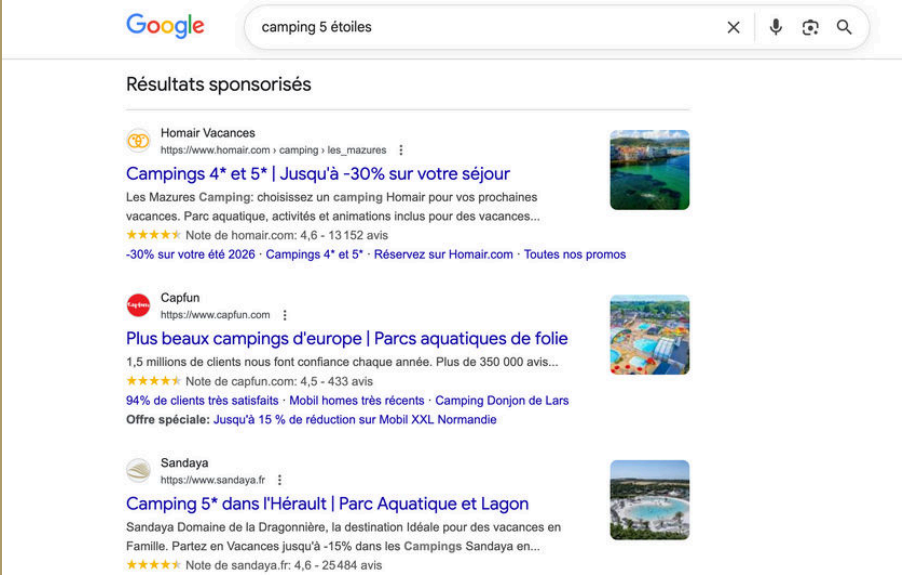 Google
camping 5 étoiles
Résultats sponsorisés
Homair Vacances
https://www.homair.com › camping › les_mazures
Campings 4* et 5* | Jusqu'à -30% sur votre séjour
Les Mazures Camping: choisissez un camping Homair pour vos prochaines
vacances. Parc aquatique, activités et animations inclus pour des vacances...
Note de homair.com: 4,6 - 13 152 avis
-30% sur votre été 2026 · Campings 4* et 5* · Réservez sur Homair.com · Toutes nos promos
Capfun
https://www.capfun.com
Plus beaux campings d'europe | Parcs aquatiques de folie
1,5 millions de clients nous font confiance chaque année. Plus de 350 000 avis...
Note de capfun.com: 4,5 - 433 avis
94% de clients très satisfaits · Mobil homes très récents · Camping Donjon de Lars
Offre spéciale: Jusqu'à 15 % de réduction sur Mobil XXL Normandie
Sandaya
https://www.sandaya.fr
Camping 5* dans l'Hérault | Parc Aquatique et Lagon
Sandaya Domaine de la Dragonnière, la destination Idéale pour des vacances en
Famille. Partez en Vacances jusqu'à -15% dans les Campings Sandaya en...
Note de sandaya.fr: 4,6 - 25 484 avis